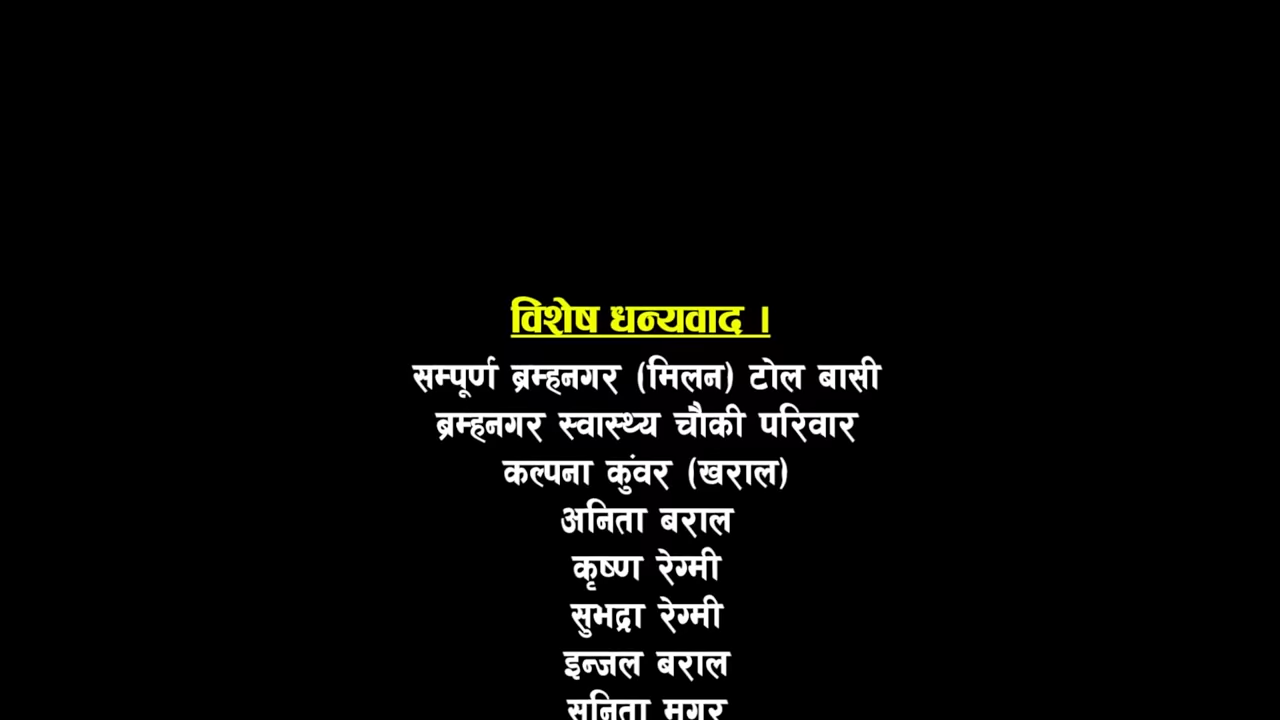 विशेष धन्यवाद ।
सम्पूर्ण ब्रम्हनगर (मिलन) टोल बासी
ब्रम्हनगर स्वास्थ्य चौकी परिवार
कल्पना कुंवर (खराल)
अनिता बराल
कृष्ण रेग्मी
सुभद्रा रेग्मी
इन्जल बराल
सुनिता मगर